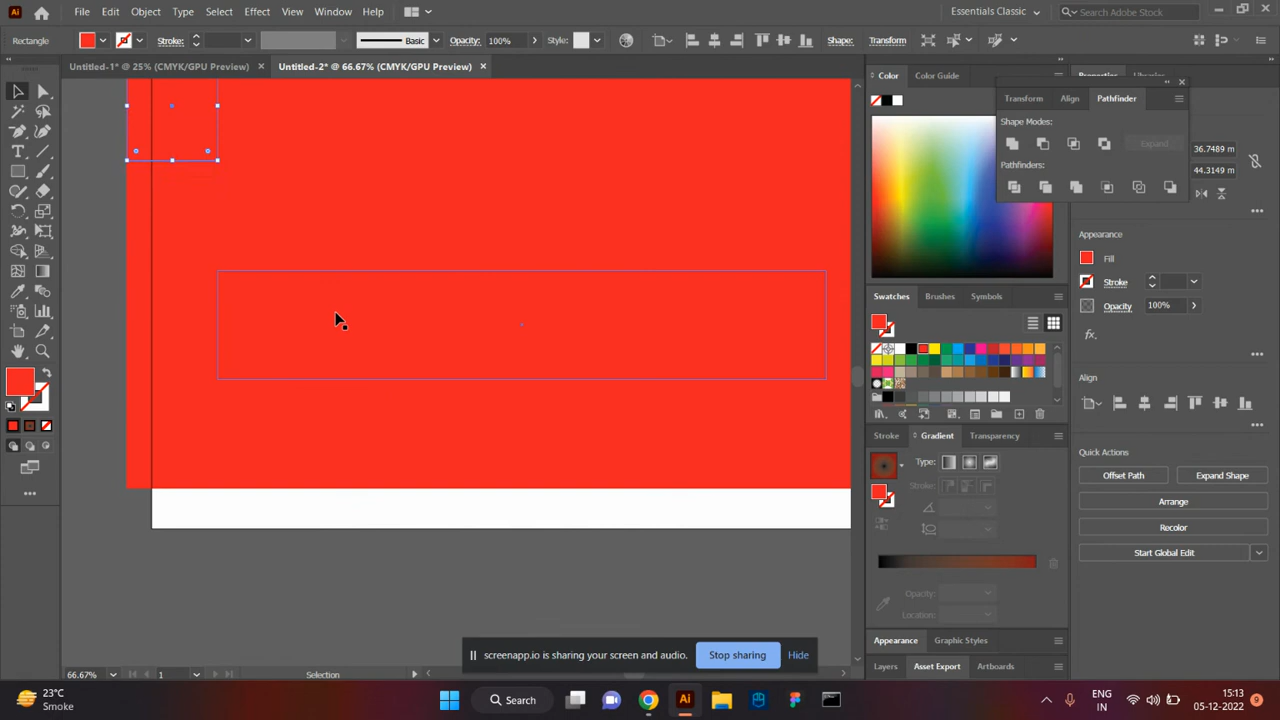 File Edit Object Type Select Effect View Window Help
Essentials Classic
Search Adobe Stock
Rectangle
Stroke:
Basic
Opacity: 100%
Style:
Shape:
Transform
Untitled-1* @ 25% (CMYK/GPU Preview)
Untitled-2* @ 66.67% (CMYK/GPU Preview)
Color Color Guide
Properties Libraries
Transform Align Pathfinder
Shape Modes:
Expand
Pathfinders:
36.7489 m
44.3149 m
Appearance
Fill
Stroke
Opacity 100%
Swatches Brushes Symbols
Align
Stroke Gradient Transparency
Type:
Stroke:
Quick Actions
Offset Path Expand Shape
Arrange
Recolor
Start Global Edit
Opacity:
Location:
Appearance Graphic Styles
Layers Asset Export Artboards
screenapp.io is sharing your screen and audio.
Stop sharing
Hide
66.67%
1
Selection
23°C
Smoke
Search
ENG
IN
15:13
05-12-2022